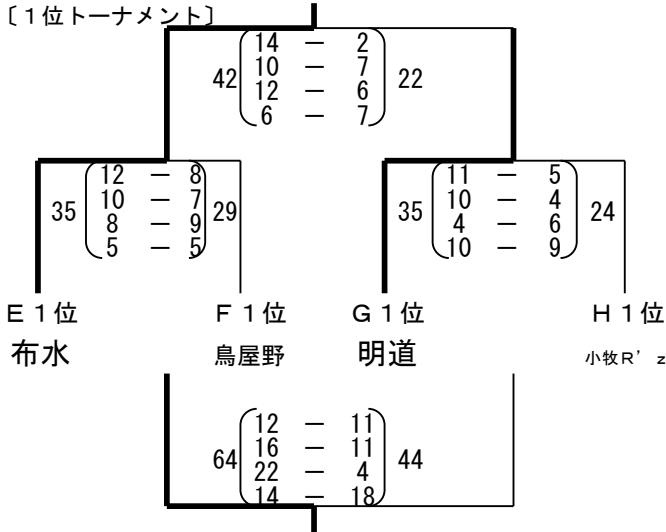 〔１位トーナメント〕
14 － 2
10 － 7
42 22
12 － 6
6 － 7
12 － 8 11 － 5
10 － 7 10 － 4
35 29 35 24
8 － 9 4 － 6
5 － 5 10 － 9
Ｅ１位 Ｆ１位 Ｇ１位 Ｈ１位
布水 鳥屋野 明道 小牧Ｒ’ｚ
12 － 11
16 － 11
64 44
22 － 4
14 － 18